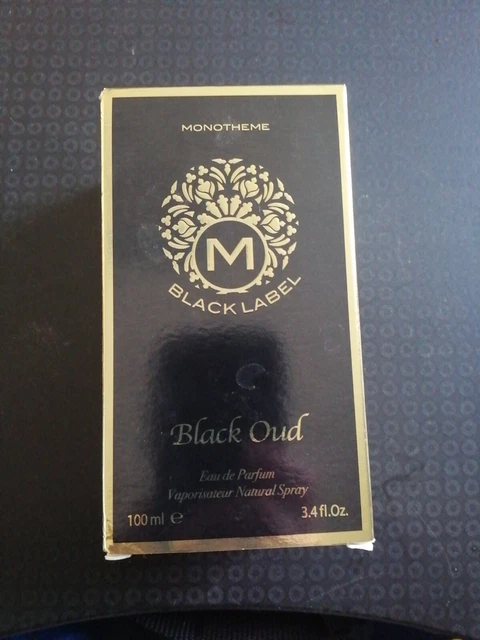 MONOTHEME
M
BLACK LABEL
Black Oud
Eau de Parfum
Vaporisateur Natural Spray
100 ml ℮ 3.4 fl.Oz.